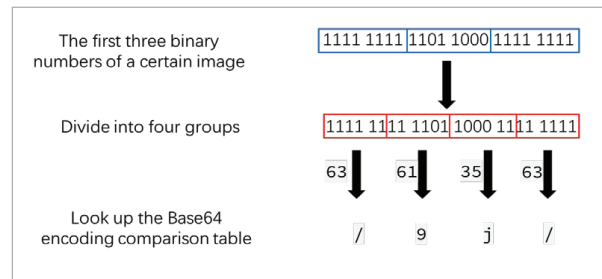 The first three binary
numbers of a certain image
1111 1111 1101 1000 1111 1111
Divide into four groups
1111 11 11 1101 1000 11 11 1111
63 61 35 63
Look up the Base64
encoding comparison table
/ 9 j /